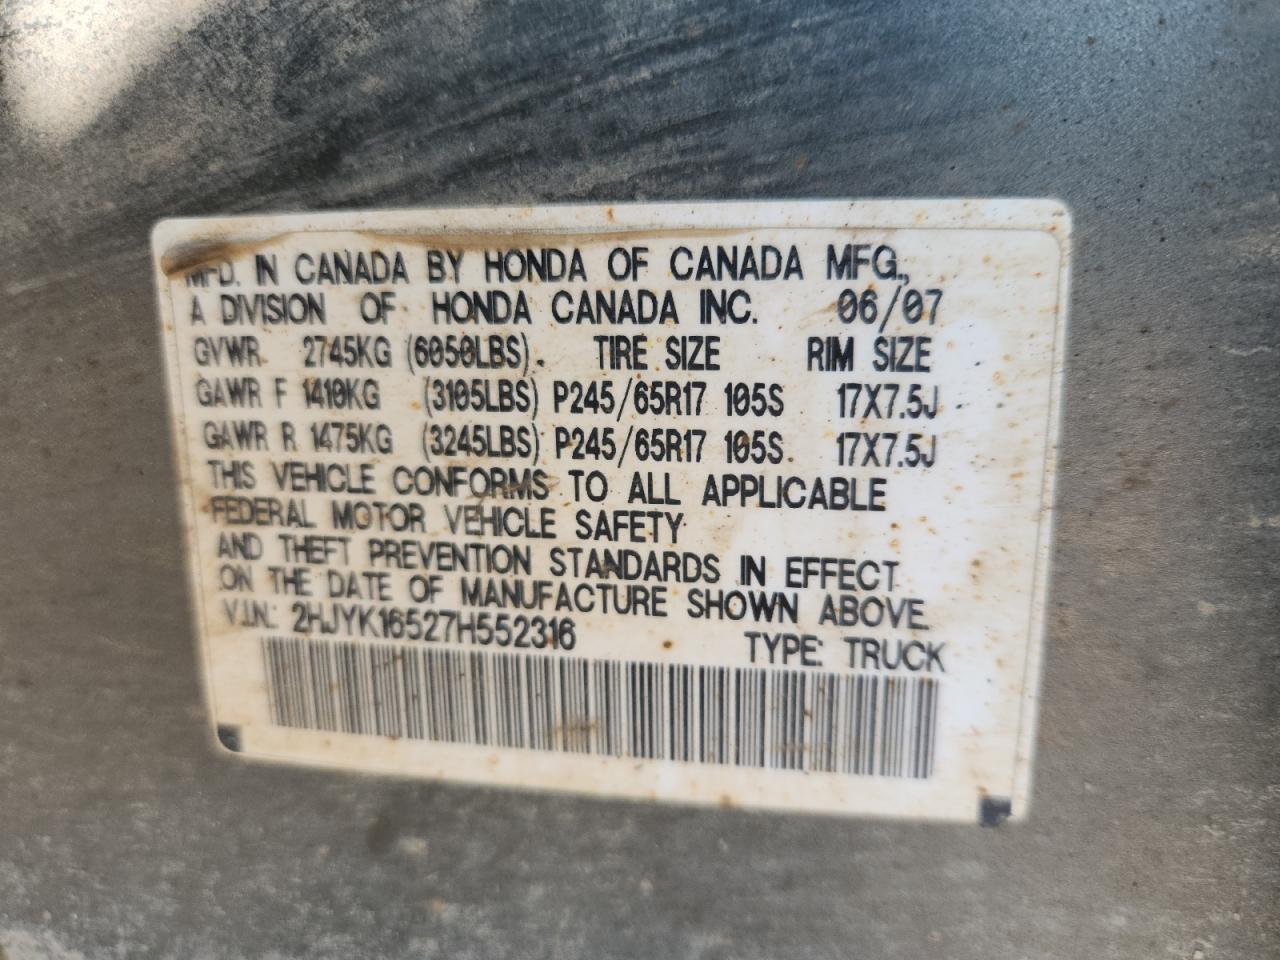 MFD. IN CANADA BY HONDA OF CANADA MFG.,
A DIVISION OF HONDA CANADA INC. 06/07
GVWR 2745KG (6050LBS). TIRE SIZE RIM SIZE
GAWR F 1410KG (3105LBS) P245/65R17 105S 17X7.5J
GAWR R 1475KG (3245LBS) P245/65R17 105S 17X7.5J
THIS VEHICLE CONFORMS TO ALL APPLICABLE
FEDERAL MOTOR VEHICLE SAFETY
AND THEFT PREVENTION STANDARDS IN EFFECT
ON THE DATE OF MANUFACTURE SHOWN ABOVE.
V.I.N.: 2HJYK16527H552316 TYPE: TRUCK